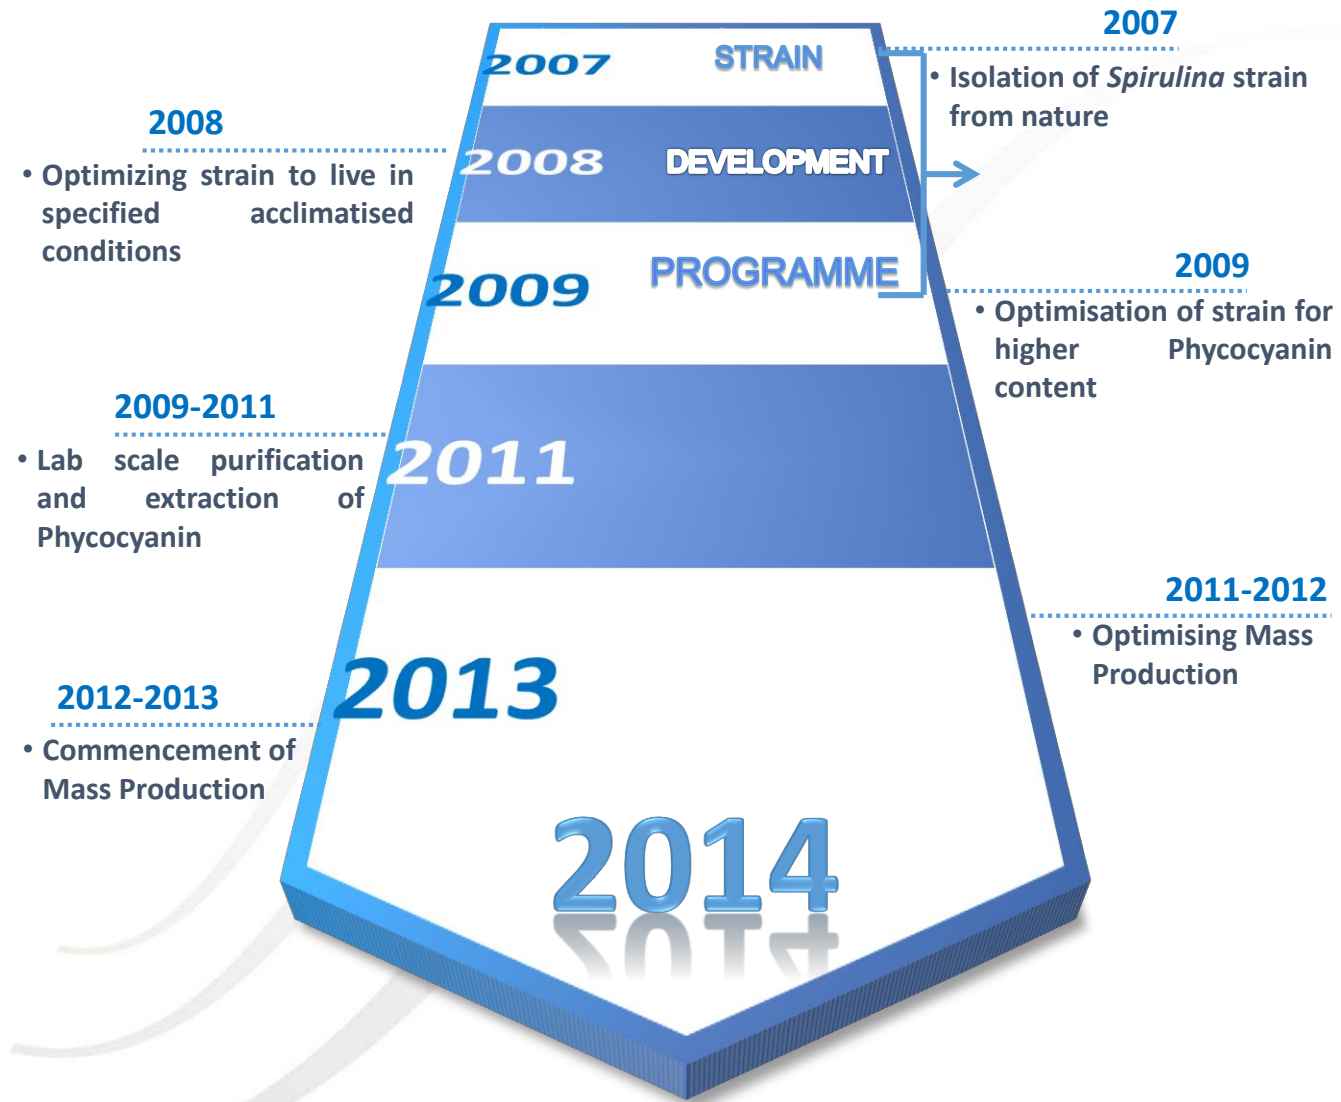 2007
STRAIN
2007
• Isolation of Spirulina strain
from nature
2008
• Optimizing strain to live in
specified acclimatised
conditions
2008
DEVELOPMENT
2009
PROGRAMME
2009
• Optimisation of strain for
higher Phycocyanin
content
2009-2011
• Lab scale purification
and extraction of
Phycocyanin
2011
2011-2012
• Optimising Mass
Production
2013
2012-2013
• Commencement of
Mass Production
2014